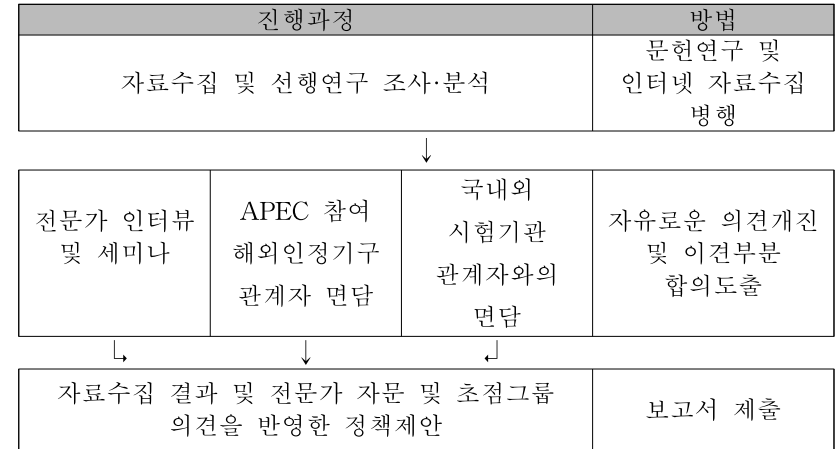 진행과정
방법
자료수집 및 선행연구 조사·분석
문헌연구 및
인터넷 자료수집
병행
↓
전문가 인터뷰
및 세미나
APEC 참여
해외인정기구
관계자 면담
국내외
시험기관
관계자와의
면담
자유로운 의견개진
및 이견부분
합의도출
자료수집 결과 및 전문가 자문 및 초점그룹
의견을 반영한 정책제안
보고서 제출